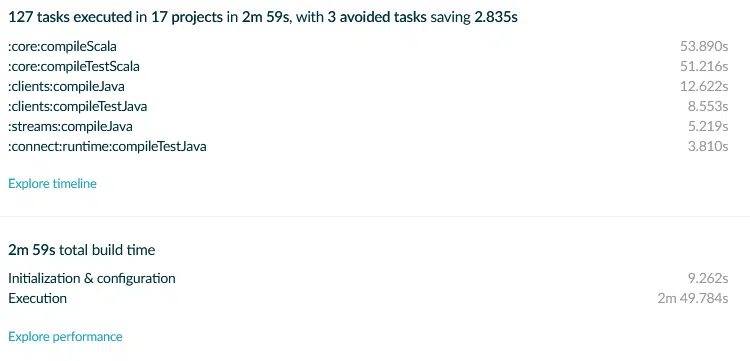 127 tasks executed in 17 projects in 2m 59s, with 3 avoided tasks saving 2.835s
:core:compileScala 53.890s
:core:compileTestScala 51.216s
:clients:compileJava 12.622s
:clients:compileTestJava 8.553s
:streams:compileJava 5.219s
:connect:runtime:compileTestJava 3.810s
Explore timeline
2m 59s total build time
Initialization & configuration 9.262s
Execution 2m 49.784s
Explore performance